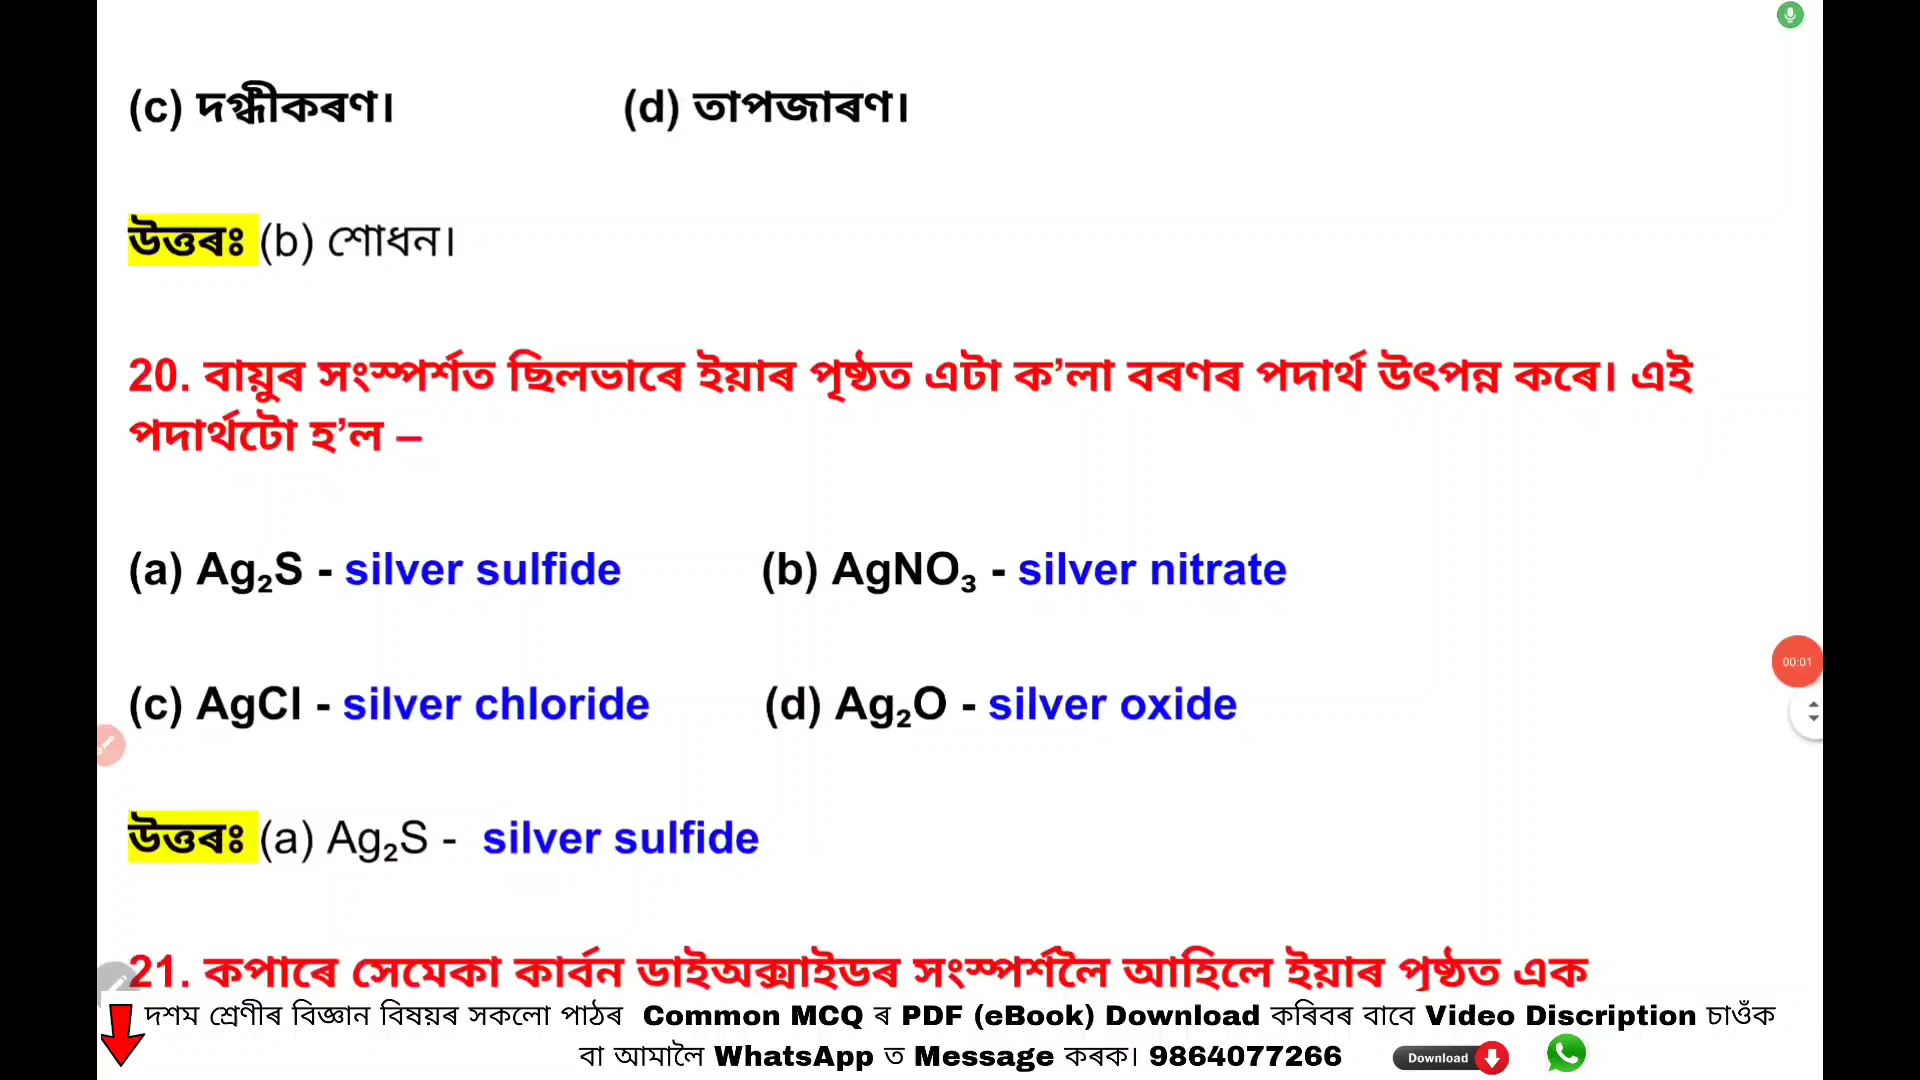 (c) দগ্ধীকৰণ। (d) তাপজাৰণ।
উত্তৰঃ (b) শোধন।
20. বায়ুৰ সংস্পৰ্শত ছিলভাৰে ইয়াৰ পৃষ্ঠত এটা ক’লা বৰণৰ পদাৰ্থ উৎপন্ন কৰে। এই
পদাৰ্থটো হ’ল –
(a) Ag₂S - silver sulfide (b) AgNO₃ - silver nitrate
(c) AgCl - silver chloride (d) Ag₂O - silver oxide
00:01
উত্তৰঃ (a) Ag₂S - silver sulfide
21. কপাৰে সেমেকা কাৰ্বন ডাইঅক্সাইডৰ সংস্পৰ্শলৈ আহিলে ইয়াৰ পৃষ্ঠত এক
দশম শ্ৰেণীৰ বিজ্ঞান বিষয়ৰ সকলো পাঠৰ Common MCQ ৰ PDF (eBook) Download কৰিবৰ বাবে Video Discription চাওঁক
বা আমালৈ WhatsApp ত Message কৰক। 9864077266 Download